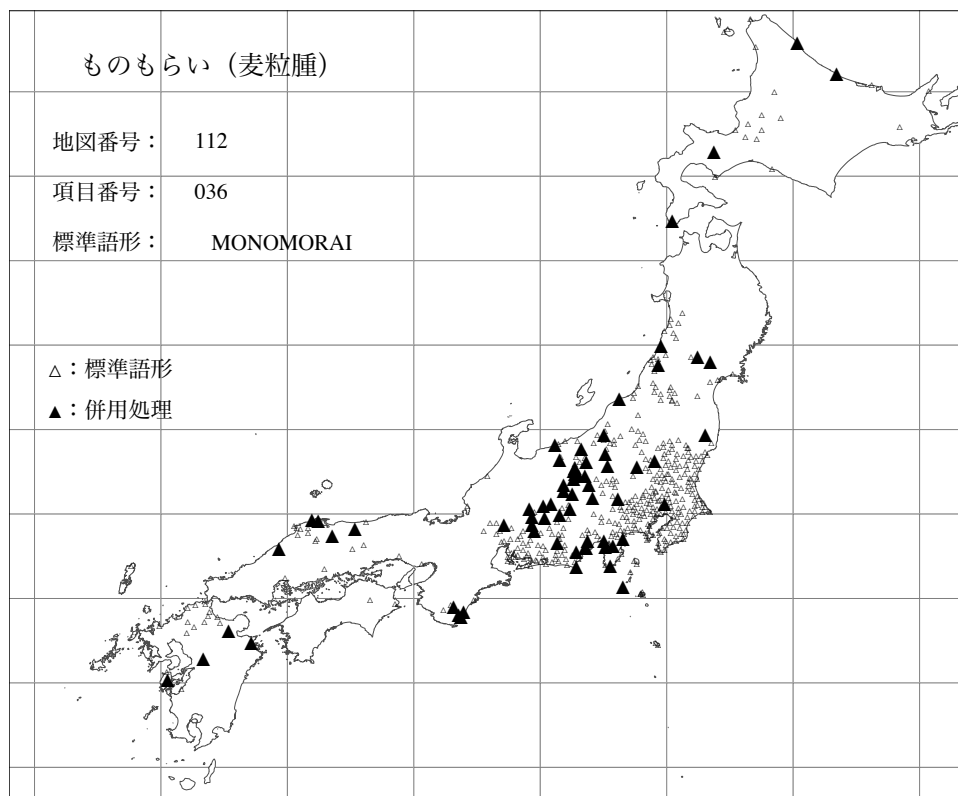 ものもらい（麦粒腫）
地図番号： 112
項目番号： 036
標準語形： MONOMORAI
△：標準語形
▲：併用処理